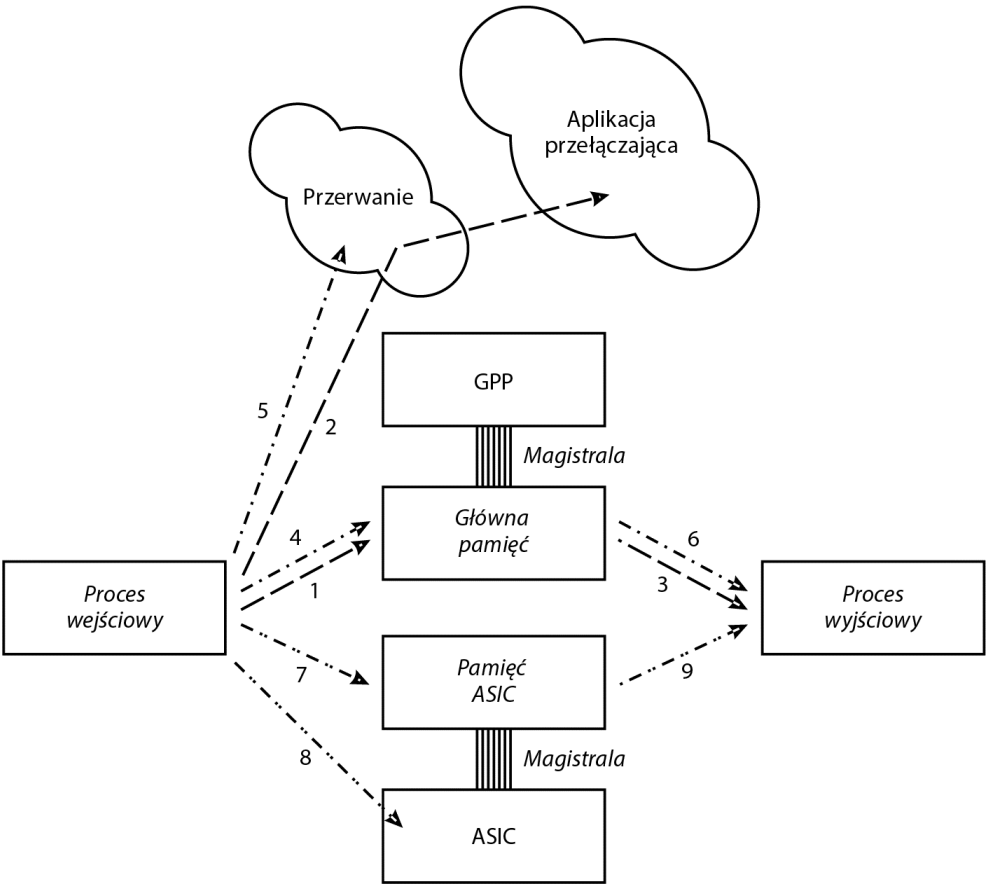 Aplikacja
przełączająca
Przerwanie
GPP
5
2
Magistrala
Główna
pamięć
4
6
1
3
Proces
wejściowy
Proces
wyjściowy
7
Pamięć
ASIC
9
8
Magistrala
ASIC